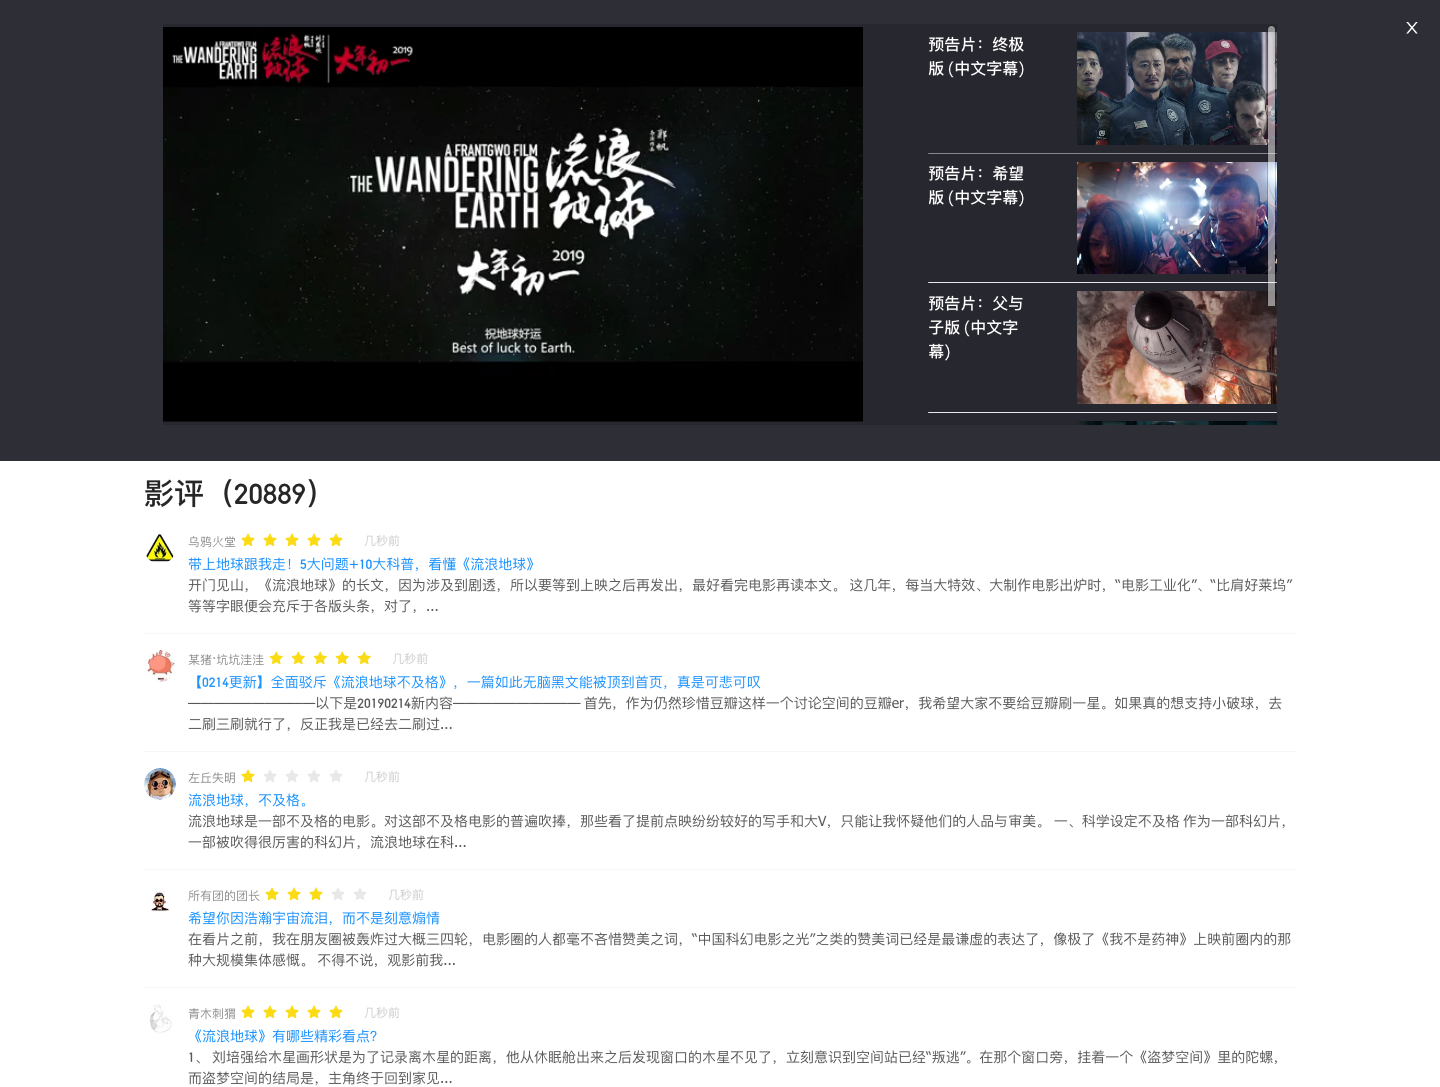 X
A FRANTGWO FILM
THE WANDERING EARTH
流浪地球
大年初一
2019
A FRANTGWO FILM
THE WANDERING EARTH
流浪地球
郭帆
大年初一
2019
祝地球好运
Best of luck to Earth.
预告片：终极
版 (中文字幕)
预告片：希望
版 (中文字幕)
预告片：父与
子版 (中文字
幕)
影评（20889）
乌鸦火堂 几秒前
带上地球跟我走！5大问题+10大科普，看懂《流浪地球》
开门见山，《流浪地球》的长文，因为涉及到剧透，所以要等到上映之后再发出，最好看完电影再读本文。 这几年，每当大特效、大制作电影出炉时，“电影工业化”、“比肩好莱坞”
等等字眼便会充斥于各版头条，对了，...
某猪·坑坑洼洼 几秒前
【0214更新】全面驳斥《流浪地球不及格》，一篇如此无脑黑文能被顶到首页，真是可悲可叹
—————————以下是20190214新内容————————— 首先，作为仍然珍惜豆瓣这样一个讨论空间的豆瓣er，我希望大家不要给豆瓣刷一星。如果真的想支持小破球，去
二刷三刷就行了，反正我是已经去二刷过...
左丘失明 几秒前
流浪地球，不及格。
流浪地球是一部不及格的电影。对这部不及格电影的普遍吹捧，那些看了提前点映纷纷较好的写手和大V，只能让我怀疑他们的人品与审美。 一、科学设定不及格 作为一部科幻片，
一部被吹得很厉害的科幻片，流浪地球在科...
所有团的团长 几秒前
希望你因浩瀚宇宙流泪，而不是刻意煽情
在看片之前，我在朋友圈被轰炸过大概三四轮，电影圈的人都毫不吝惜赞美之词，“中国科幻电影之光”之类的赞美词已经是最谦虚的表达了，像极了《我不是药神》上映前圈内的那
种大规模集体感慨。 不得不说，观影前我...
青木刺猬 几秒前
《流浪地球》有哪些精彩看点？
1、 刘培强给木星画形状是为了记录离木星的距离，他从休眠舱出来之后发现窗口的木星不见了，立刻意识到空间站已经“叛逃”。在那个窗口旁，挂着一个《盗梦空间》里的陀螺，
而盗梦空间的结局是，主角终于回到家见...